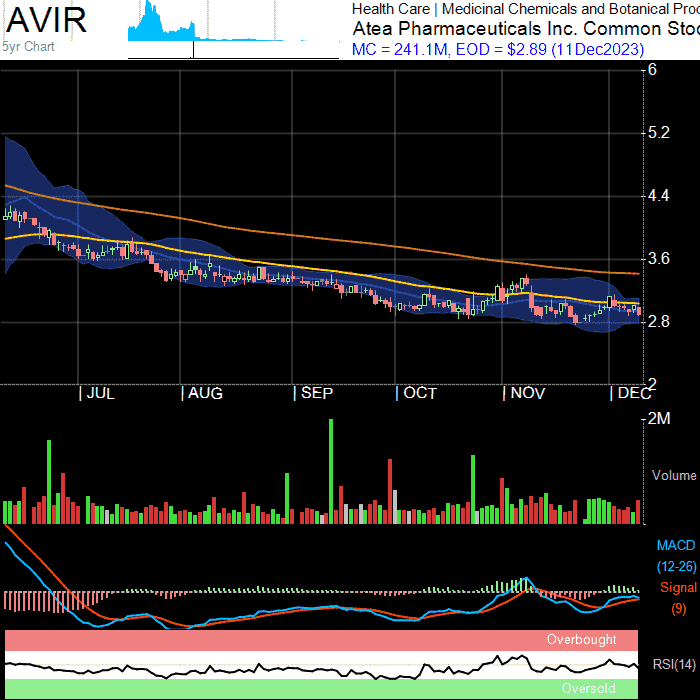 AVIR
5yr Chart
Health Care | Medicinal Chemicals and Botanical
Atea Pharmaceuticals Inc. Common
MC = 241.1M, EOD = $2.89 (11Dec2023)
6
5.2
4.4
3.6
2.8
2
JUL AUG SEP OCT NOV DEC
2M
Volume
MACD
(12-26)
Signal
(9)
Overbought
RSI(14)
Oversold